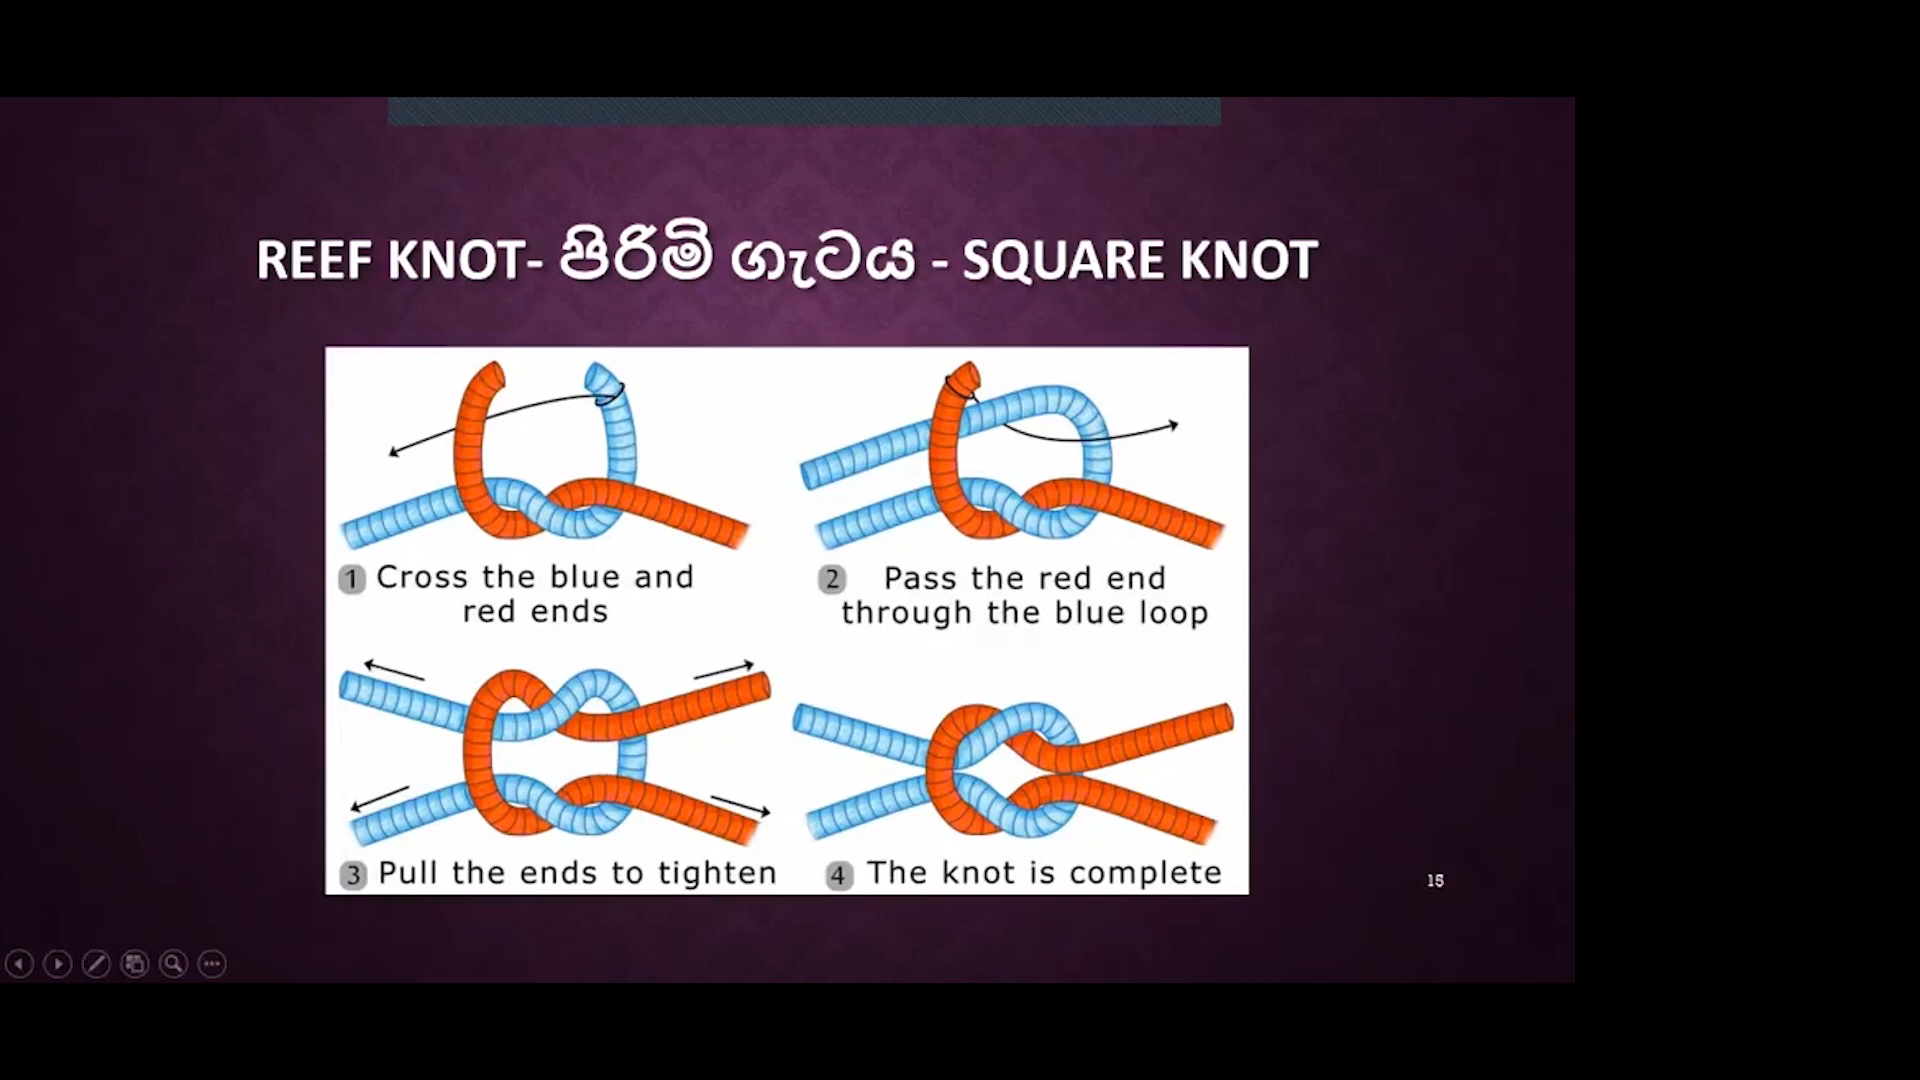 REEF KNOT- පිරිමි ගැටය - SQUARE KNOT
1 Cross the blue and
red ends
2 Pass the red end
through the blue loop
3 Pull the ends to tighten
4 The knot is complete
15